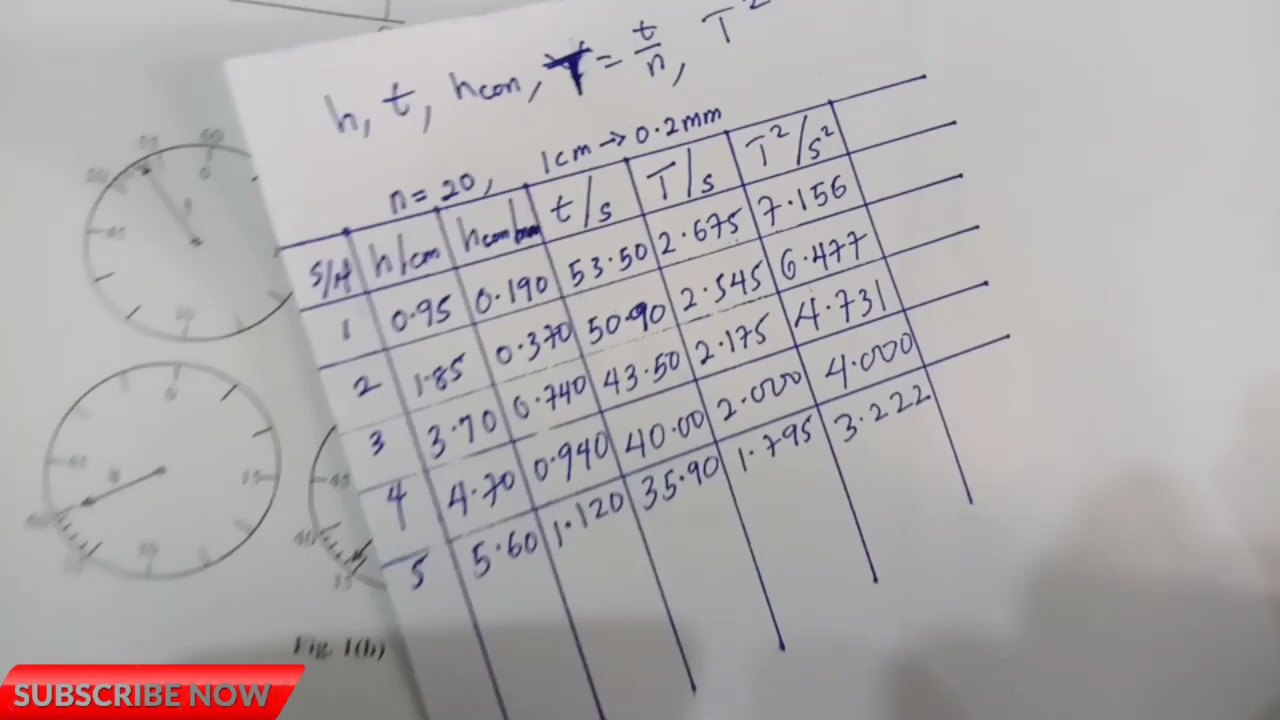 h, t, hcon, T = t/n, T²
n = 20, 1cm → 0.2mm
S/N h/cm hcon/mm t/s T/s T²/s²
1 0.95 0.190 53.50 2.675 7.156
2 1.85 0.370 50.90 2.545 6.477
3 3.70 0.740 43.50 2.175 4.731
4 4.70 0.940 40.00 2.000 4.000
5 5.60 1.120 35.90 1.795 3.222
Fig. 1(b)
SUBSCRIBE NOW